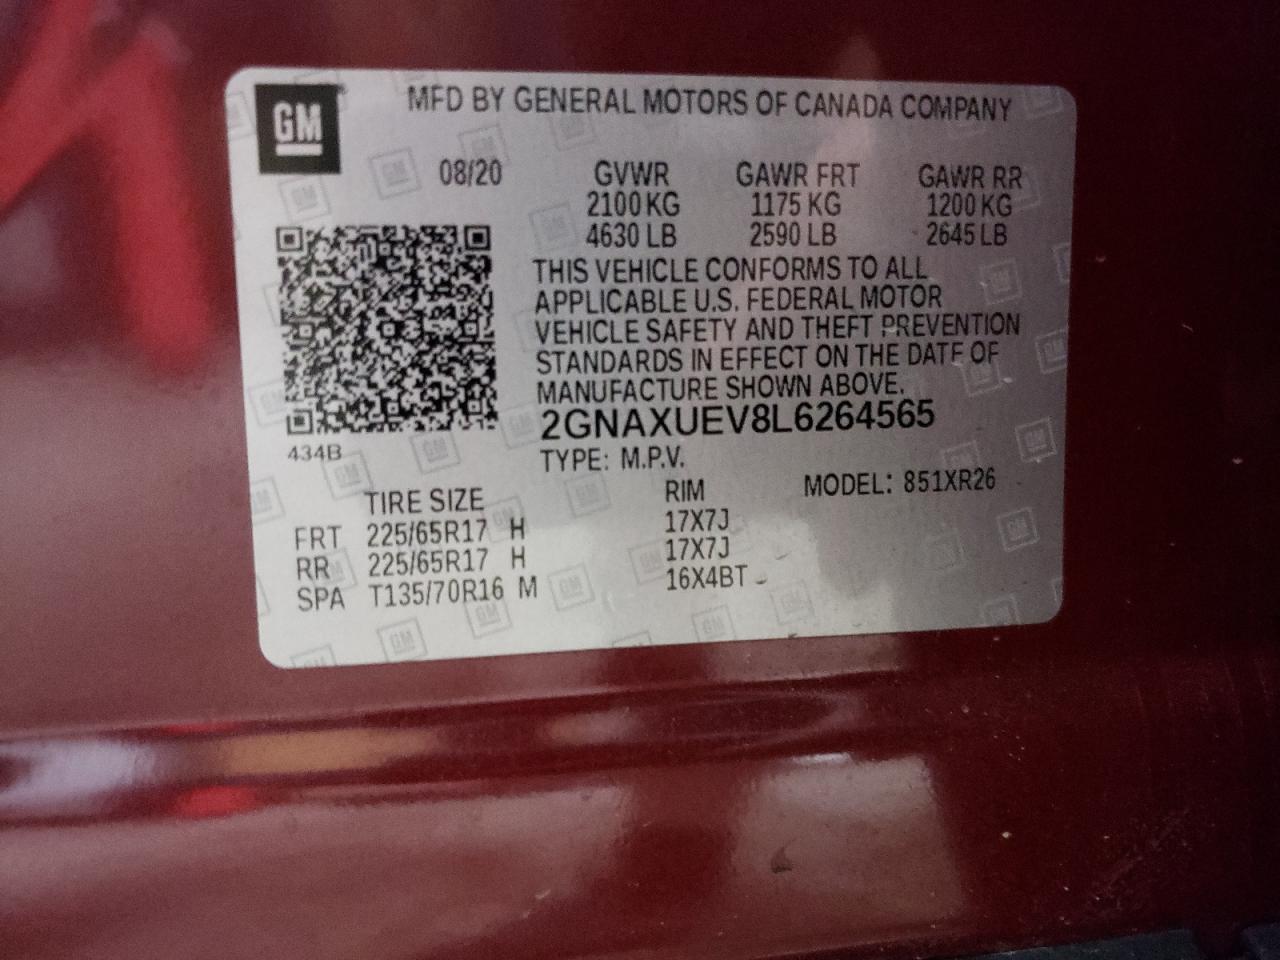 GM
MFD BY GENERAL MOTORS OF CANADA COMPANY
08/20 GVWR GAWR FRT GAWR RR
2100 KG 1175 KG 1200 KG
4630 LB 2590 LB 2645 LB
THIS VEHICLE CONFORMS TO ALL
APPLICABLE U.S. FEDERAL MOTOR
VEHICLE SAFETY AND THEFT PREVENTION
STANDARDS IN EFFECT ON THE DATE OF
MANUFACTURE SHOWN ABOVE.
2GNAXUEV8L6264565
434B
TYPE: M.P.V. MODEL: 851XR26
TIRE SIZE RIM
FRT 225/65R17 H 17X7J
RR 225/65R17 H 17X7J
SPA T135/70R16 M 16X4BT